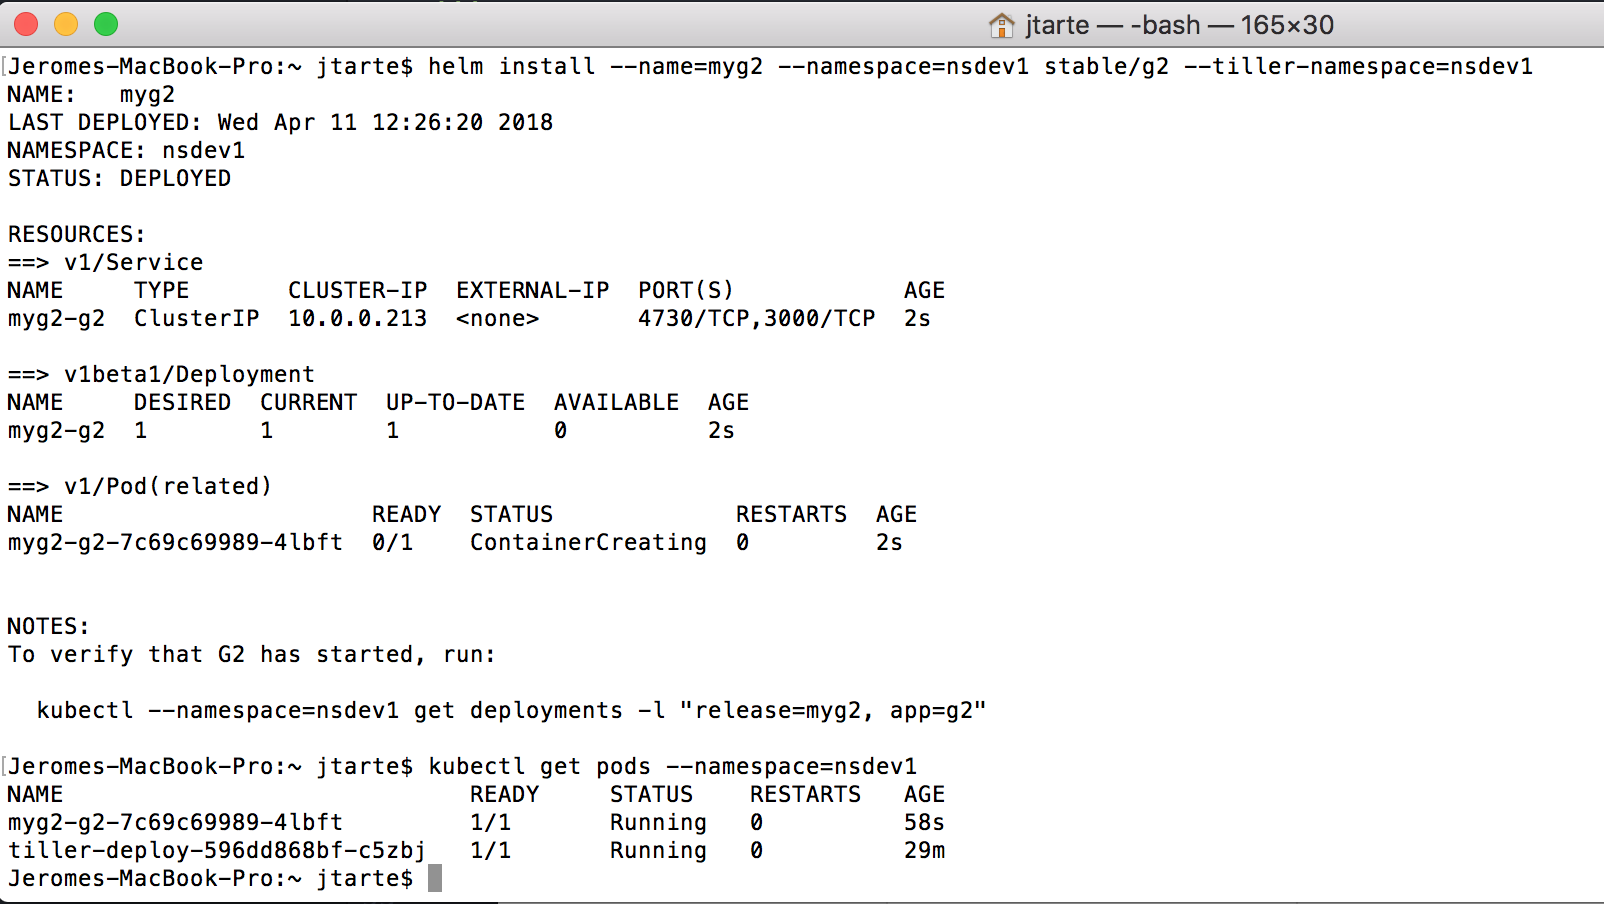 jtarte — -bash — 165×30
Jeromes-MacBook-Pro:~ jtarte$ helm install --name=myg2 --namespace=nsdev1 stable/g2 --tiller-namespace=nsdev1
NAME:   myg2
LAST DEPLOYED: Wed Apr 11 12:26:20 2018
NAMESPACE: nsdev1
STATUS: DEPLOYED

RESOURCES:
==> v1/Service
NAME     TYPE       CLUSTER-IP  EXTERNAL-IP  PORT(S)            AGE
myg2-g2  ClusterIP  10.0.0.213  <none>       4730/TCP,3000/TCP  2s

==> v1beta1/Deployment
NAME     DESIRED  CURRENT  UP-TO-DATE  AVAILABLE  AGE
myg2-g2  1        1        1           0          2s

==> v1/Pod(related)
NAME                      READY  STATUS             RESTARTS  AGE
myg2-g2-7c69c69989-4lbft  0/1    ContainerCreating  0         2s

NOTES:
To verify that G2 has started, run:

  kubectl --namespace=nsdev1 get deployments -l "release=myg2, app=g2"

Jeromes-MacBook-Pro:~ jtarte$ kubectl get pods --namespace=nsdev1
NAME                             READY     STATUS    RESTARTS   AGE
myg2-g2-7c69c69989-4lbft         1/1       Running   0          58s
tiller-deploy-596dd868bf-c5zbj   1/1       Running   0          29m
Jeromes-MacBook-Pro:~ jtarte$